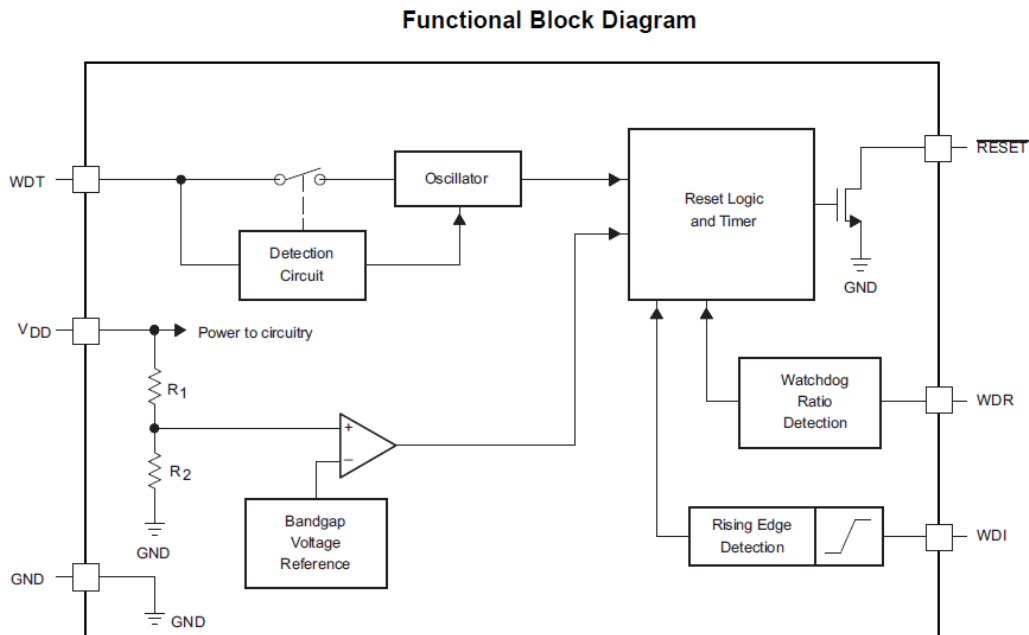 Functional Block Diagram
WDT
Oscillator
Detection
Circuit
Reset Logic
and Timer
RESET
GND
VDD
Power to circuitry
R1
R2
GND
+
−
Bandgap
Voltage
Reference
Watchdog
Ratio
Detection
WDR
Rising Edge
Detection
WDI
GND
GND